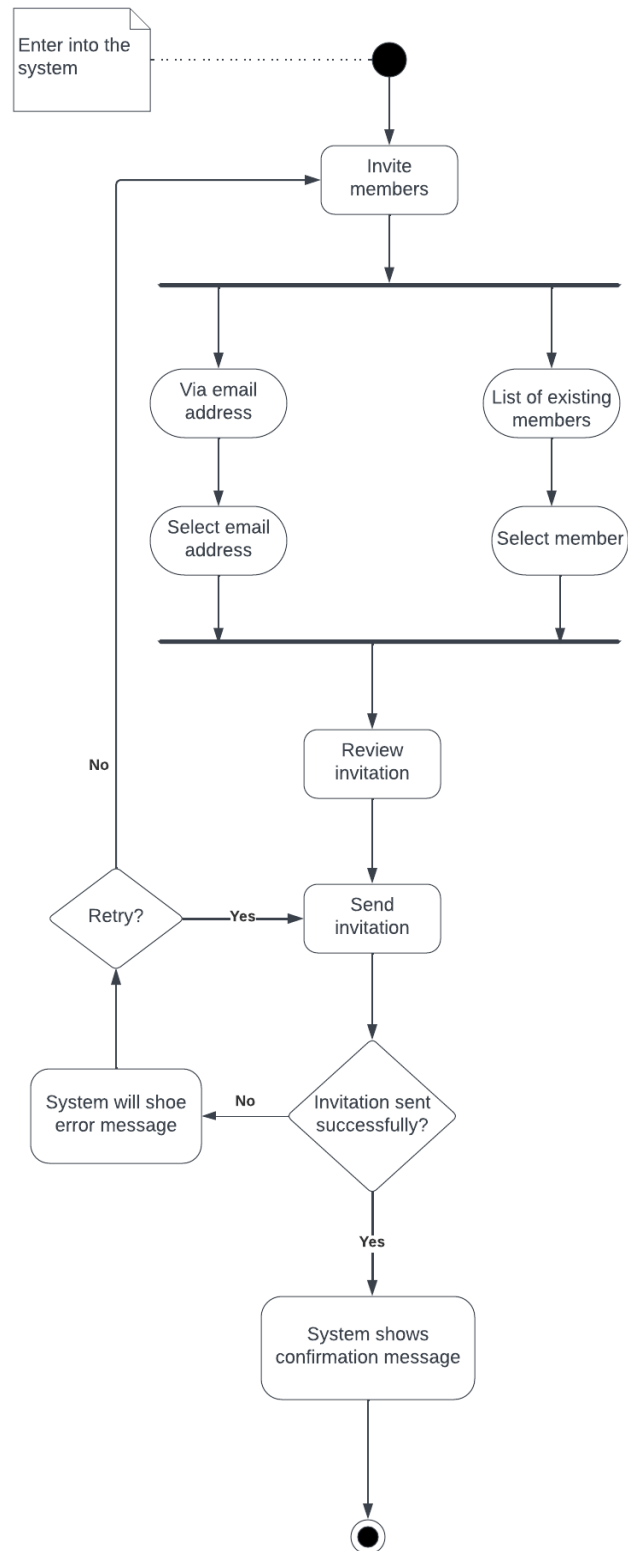 Enter into the
system
Invite
members
Via email
address
List of existing
members
Select email
address
Select member
Review
invitation
No
Retry?
Yes
Send
invitation
System will shoe
error message
No
Invitation sent
successfully?
Yes
System shows
confirmation message